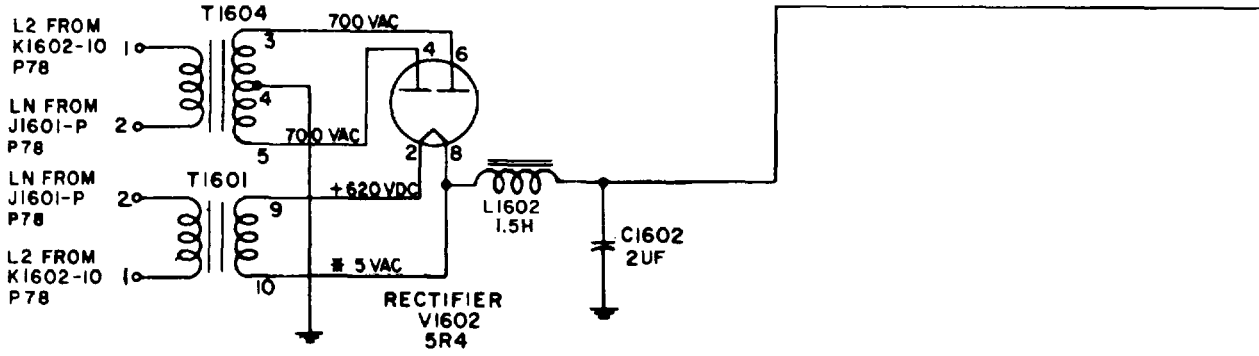 T1604
L2 FROM
K1602-10
P78
1
3
700 VAC
4
6
4
LN FROM
J1601-P
P78
2
5
700 VAC
2
8
T1601
LN FROM
J1601-P
P78
2
9
+620 VDC
L1602
1.5H
C1602
2UF
L2 FROM
K1602-10
P78
1
10
* 5 VAC
RECTIFIER
V1602
5R4